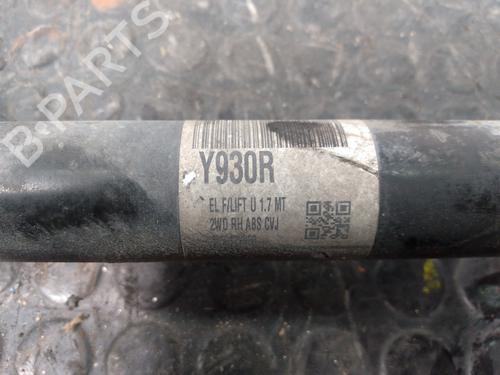 B-PARTS
Y930R
EL F/LIFT U 1.7 MT
2WD RH ABS CVJ